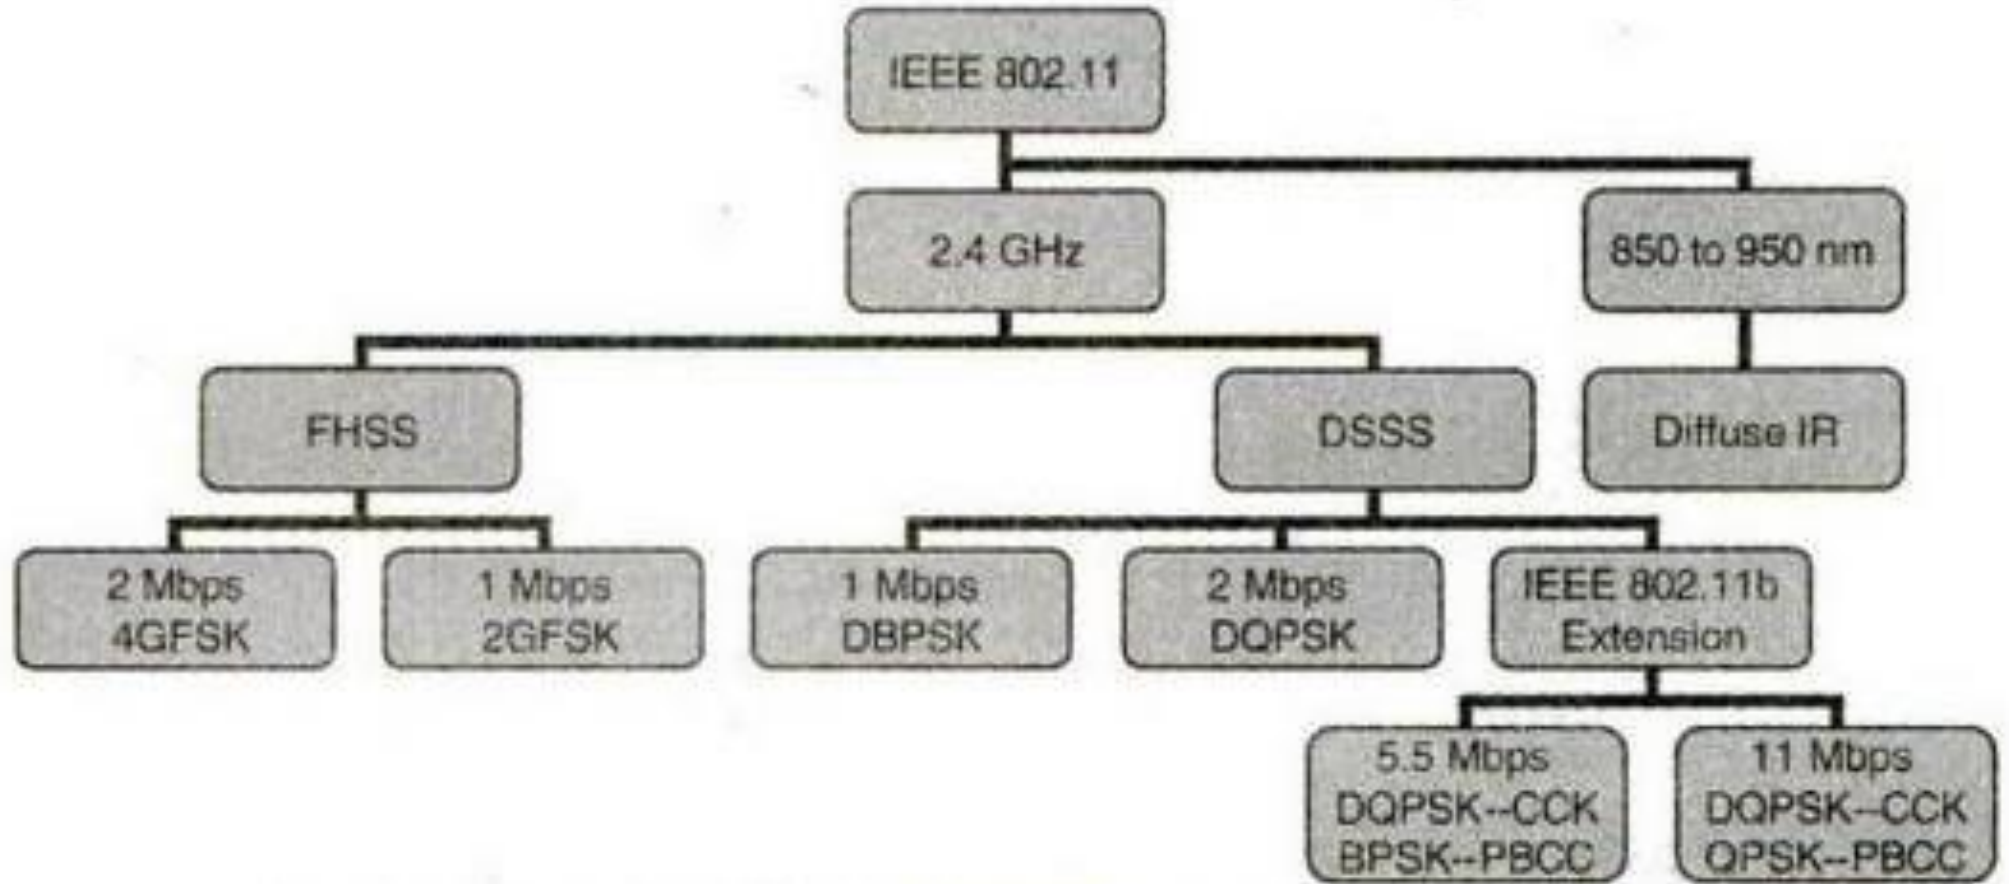 IEEE 802.11
2.4 GHz
850 to 950 nm
FHSS
DSSS
Diffuse IR
2 Mbps
4GFSK
1 Mbps
2GFSK
1 Mbps
DBPSK
2 Mbps
DQPSK
IEEE 802.11b
Extension
5.5 Mbps
DQPSK--CCK
BPSK--PBCC
11 Mbps
DQPSK--CCK
QPSK--PBCC